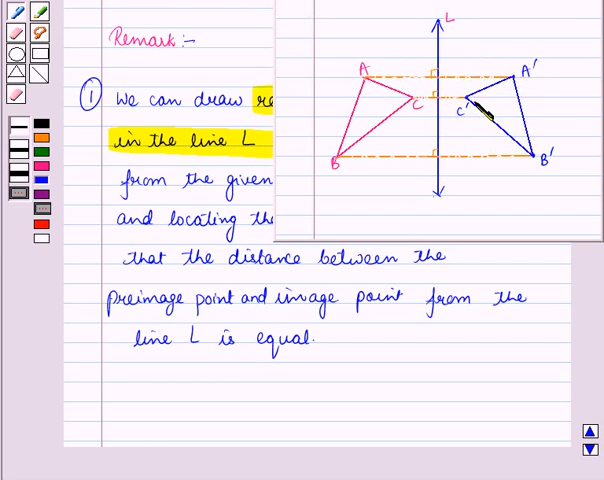 Remark :-
① We can draw re
in the line L
from the given
and locating th
that the distance between the
preimage point and image point from the
line L is equal.
L
A
A'
C
C'
B
B'